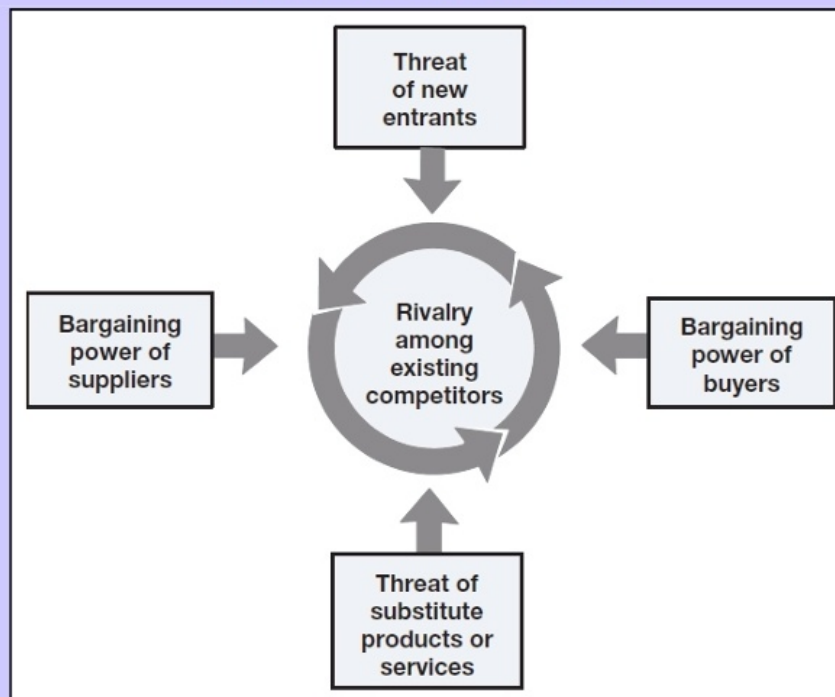 Threat
of new
entrants
Bargaining
power of
suppliers
Rivalry
among
existing
competitors
Bargaining
power of
buyers
Threat of
substitute
products or
services